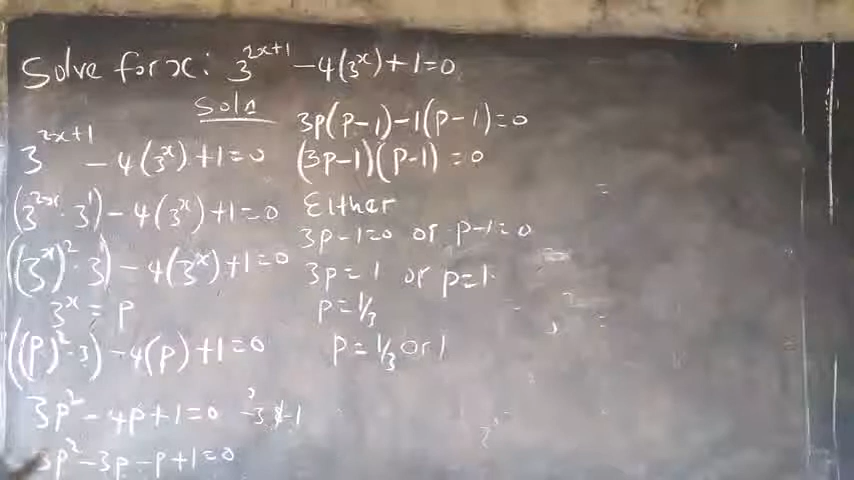 Solve for x: 3^{2x+1} - 4(3^x) + 1 = 0
Soln
3^{2x+1} - 4(3^x) + 1 = 0
(3^{2x} · 3^1) - 4(3^x) + 1 = 0
((3^x)^2 · 3^1) - 4(3^x) + 1 = 0
3^x = p
((p)^2 · 3) - 4(p) + 1 = 0
3p^2 - 4p + 1 = 0
3p^2 - 3p - p + 1 = 0
3p(p-1) - 1(p-1) = 0
(3p-1)(p-1) = 0
Either
3p-1=0 or p-1=0
3p = 1 or p=1
p = 1/3
p = 1/3 or 1